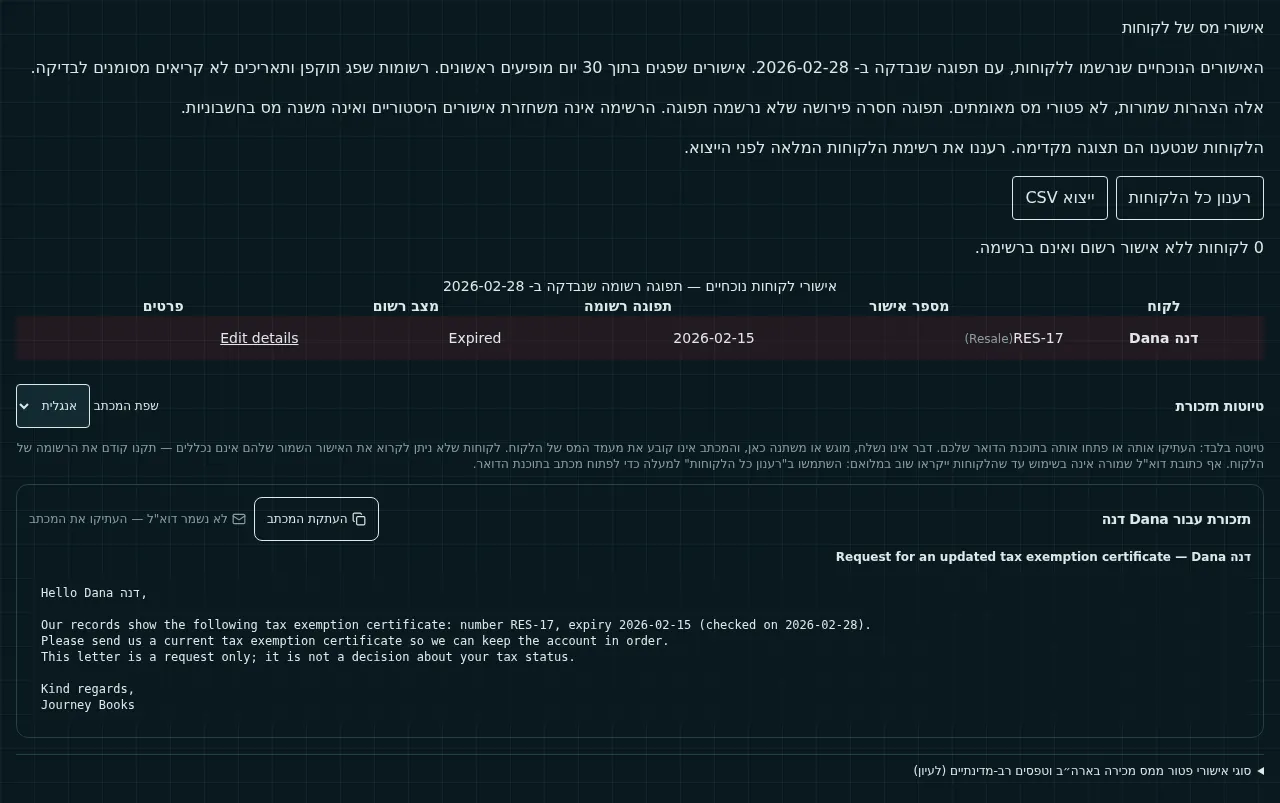 אישורי מס של לקוחות
האישורים הנוכחיים שנרשמו ללקוחות, עם תפוגה שנבדקה ב- 2026-02-28. אישורים שפגים בתוך 30 יום מופיעים ראשונים. רשומות שפג תוקפן ותאריכים לא קריאים מסומנים לבדיקה.
אלה הצהרות שמורות, לא פטורי מס מאומתים. תפוגה חסרה פירושה שלא נרשמה תפוגה. הרשימה אינה משחזרת אישורים היסטוריים ואינה משנה מס בחשבוניות.
הלקוחות שנטענו הם תצוגה מקדימה. רעננו את רשימת הלקוחות המלאה לפני הייצוא.
רענון כל הלקוחות ייצוא CSV
0 לקוחות ללא אישור רשום ואינם ברשימה.
אישורי לקוחות נוכחיים — תפוגה רשומה שנבדקה ב- 2026-02-28
לקוח מספר אישור תפוגה רשומה מצב רשום פרטים
Dana דנה RES-17 (Resale) 2026-02-15 Expired Edit details
טיוטות תזכורת שפת המכתב אנגלית
טיוטה בלבד: העתיקו אותה או פתחו אותה בתוכנת הדואר שלכם. דבר אינו נשלח, מוגש או משתנה כאן, והמכתב אינו קובע את מעמד המס של הלקוח. לקוחות שלא ניתן לקרוא את האישור השמור שלהם אינם נכללים — תקנו קודם את הרשומה של
הלקוח. אף כתובת דוא"ל שמורה אינה בשימוש עד שהלקוחות ייקראו שוב במלואם: השתמשו ב"רענון כל הלקוחות" למעלה כדי לפתוח מכתב בתוכנת הדואר.
תזכורת עבור Dana דנה העתקת המכתב לא נשמר דוא"ל — העתיקו את המכתב
Request for an updated tax exemption certificate — Dana דנה
Hello Dana דנה,
Our records show the following tax exemption certificate: number RES-17, expiry 2026-02-15 (checked on 2026-02-28).
Please send us a current tax exemption certificate so we can keep the account in order.
This letter is a request only; it is not a decision about your tax status.
Kind regards,
Journey Books
סוגי אישורי פטור ממס מכירה בארה״ב וטפסים רב-מדינתיים (לעיון)